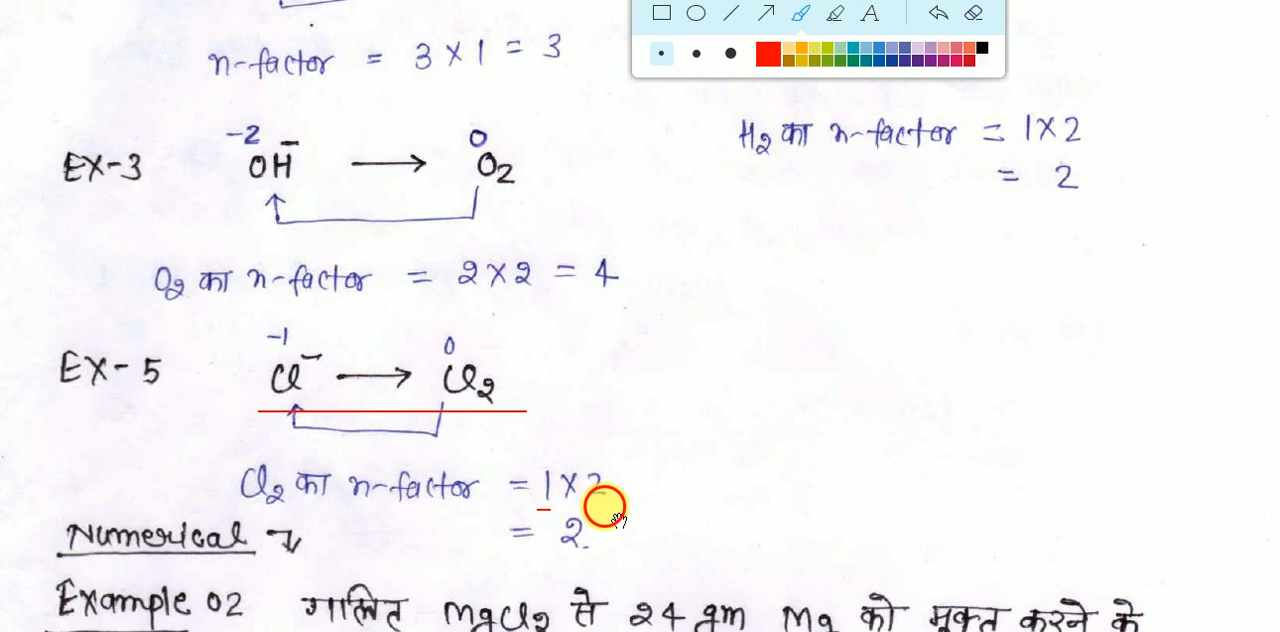 n-factor = 3 × 1 = 3
H2 का n-factor = 1×2
= 2
-2 0
EX-3 OH⁻ ⟶ O2
O2 का n-factor = 2×2 = 4
-1 0
EX-5 Cl⁻ ⟶ Cl2
Cl2 का n-factor = 1×2
= 2.
Numerical
Example 02 गालित MgCl2 से 24 gm Mg को मुक्त करने के